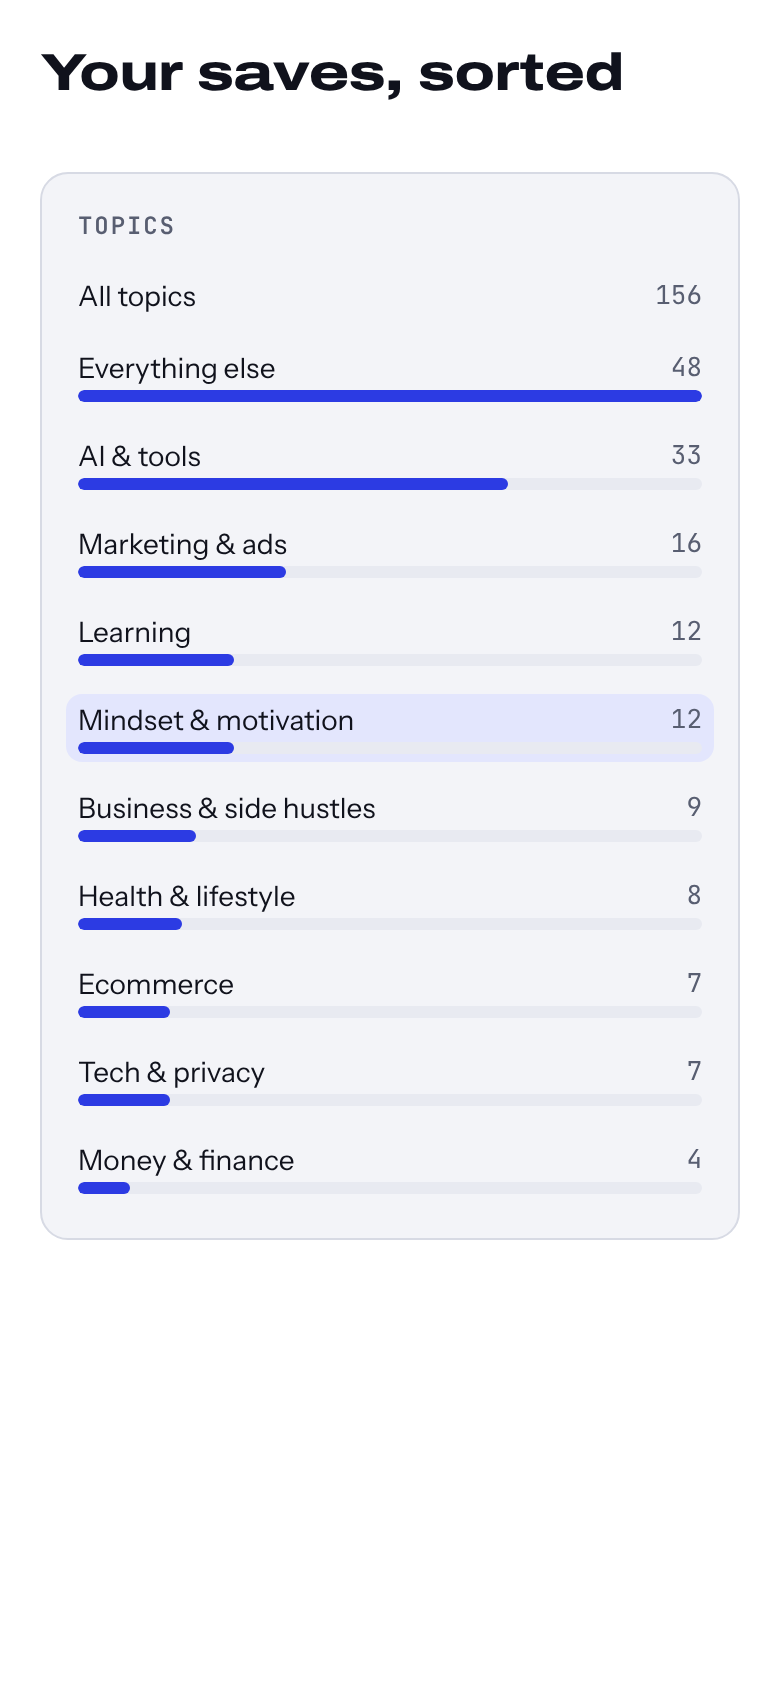 Your saves, sorted
TOPICS
All topics 156
Everything else 48
AI & tools 33
Marketing & ads 16
Learning 12
Mindset & motivation 12
Business & side hustles 9
Health & lifestyle 8
Ecommerce 7
Tech & privacy 7
Money & finance 4